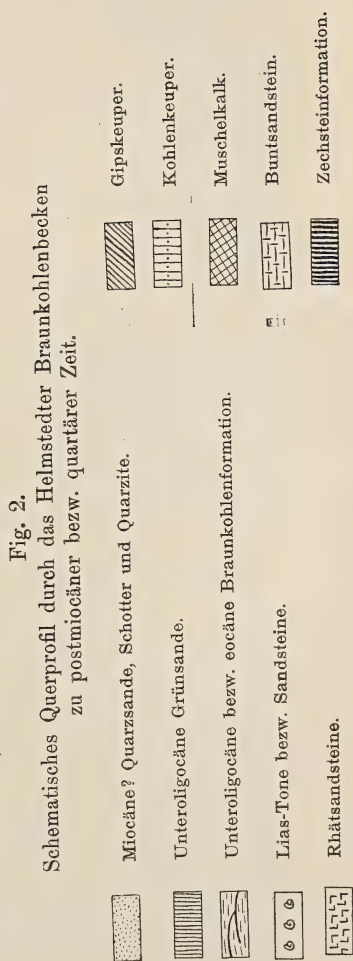 Fig. 2.
Schematisches Querprofil durch das Helmstedter Braunkohlenbecken
zu postmiocäner bezw. quartärer Zeit.
Miocäne? Quarzsande, Schotter und Quarzite.
Unteroligocäne Grünsande.
Unteroligocäne bezw. eocäne Braunkohlenformation.
Lias-Tone bezw. Sandsteine.
Rhätsandsteine.
Gipskeuper.
Kohlenkeuper.
Muschelkalk.
Buntsandstein.
Zechsteinformation.